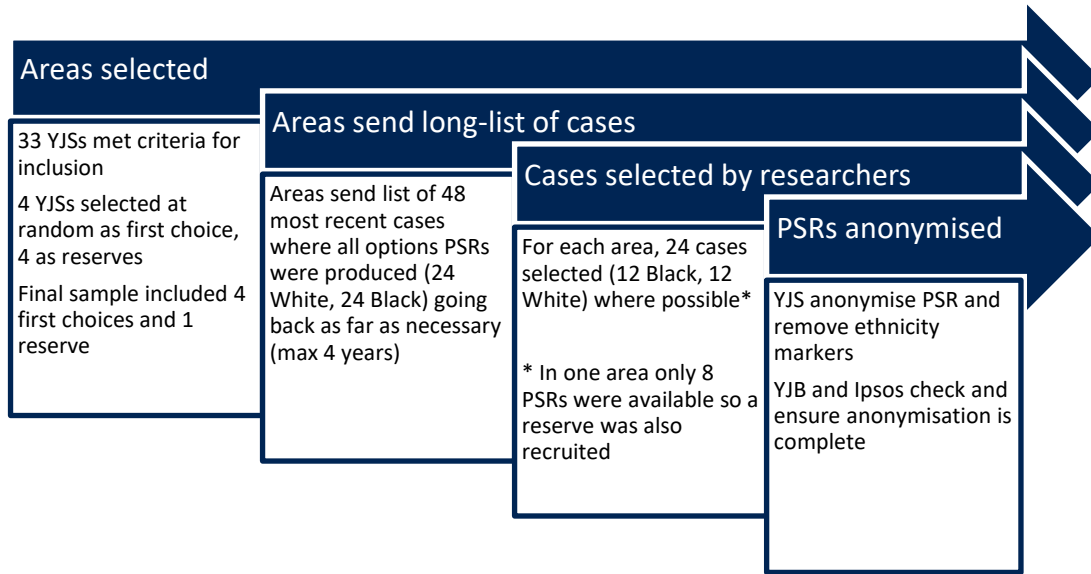 Areas selected
33 YJSs met criteria for
inclusion
4 YJSs selected at
random as first choice,
4 as reserves
Final sample included 4
first choices and 1
reserve
Areas send long-list of cases
Areas send list of 48
most recent cases
where all options PSRs
were produced (24
White, 24 Black) going
back as far as necessary
(max 4 years)
Cases selected by researchers
For each area, 24 cases
selected (12 Black, 12
White) where possible*
* In one area only 8
PSRs were available so a
reserve was also
recruited
PSRs anonymised
YJS anonymise PSR and
remove ethnicity
markers
YJB and Ipsos check and
ensure anonymisation is
complete